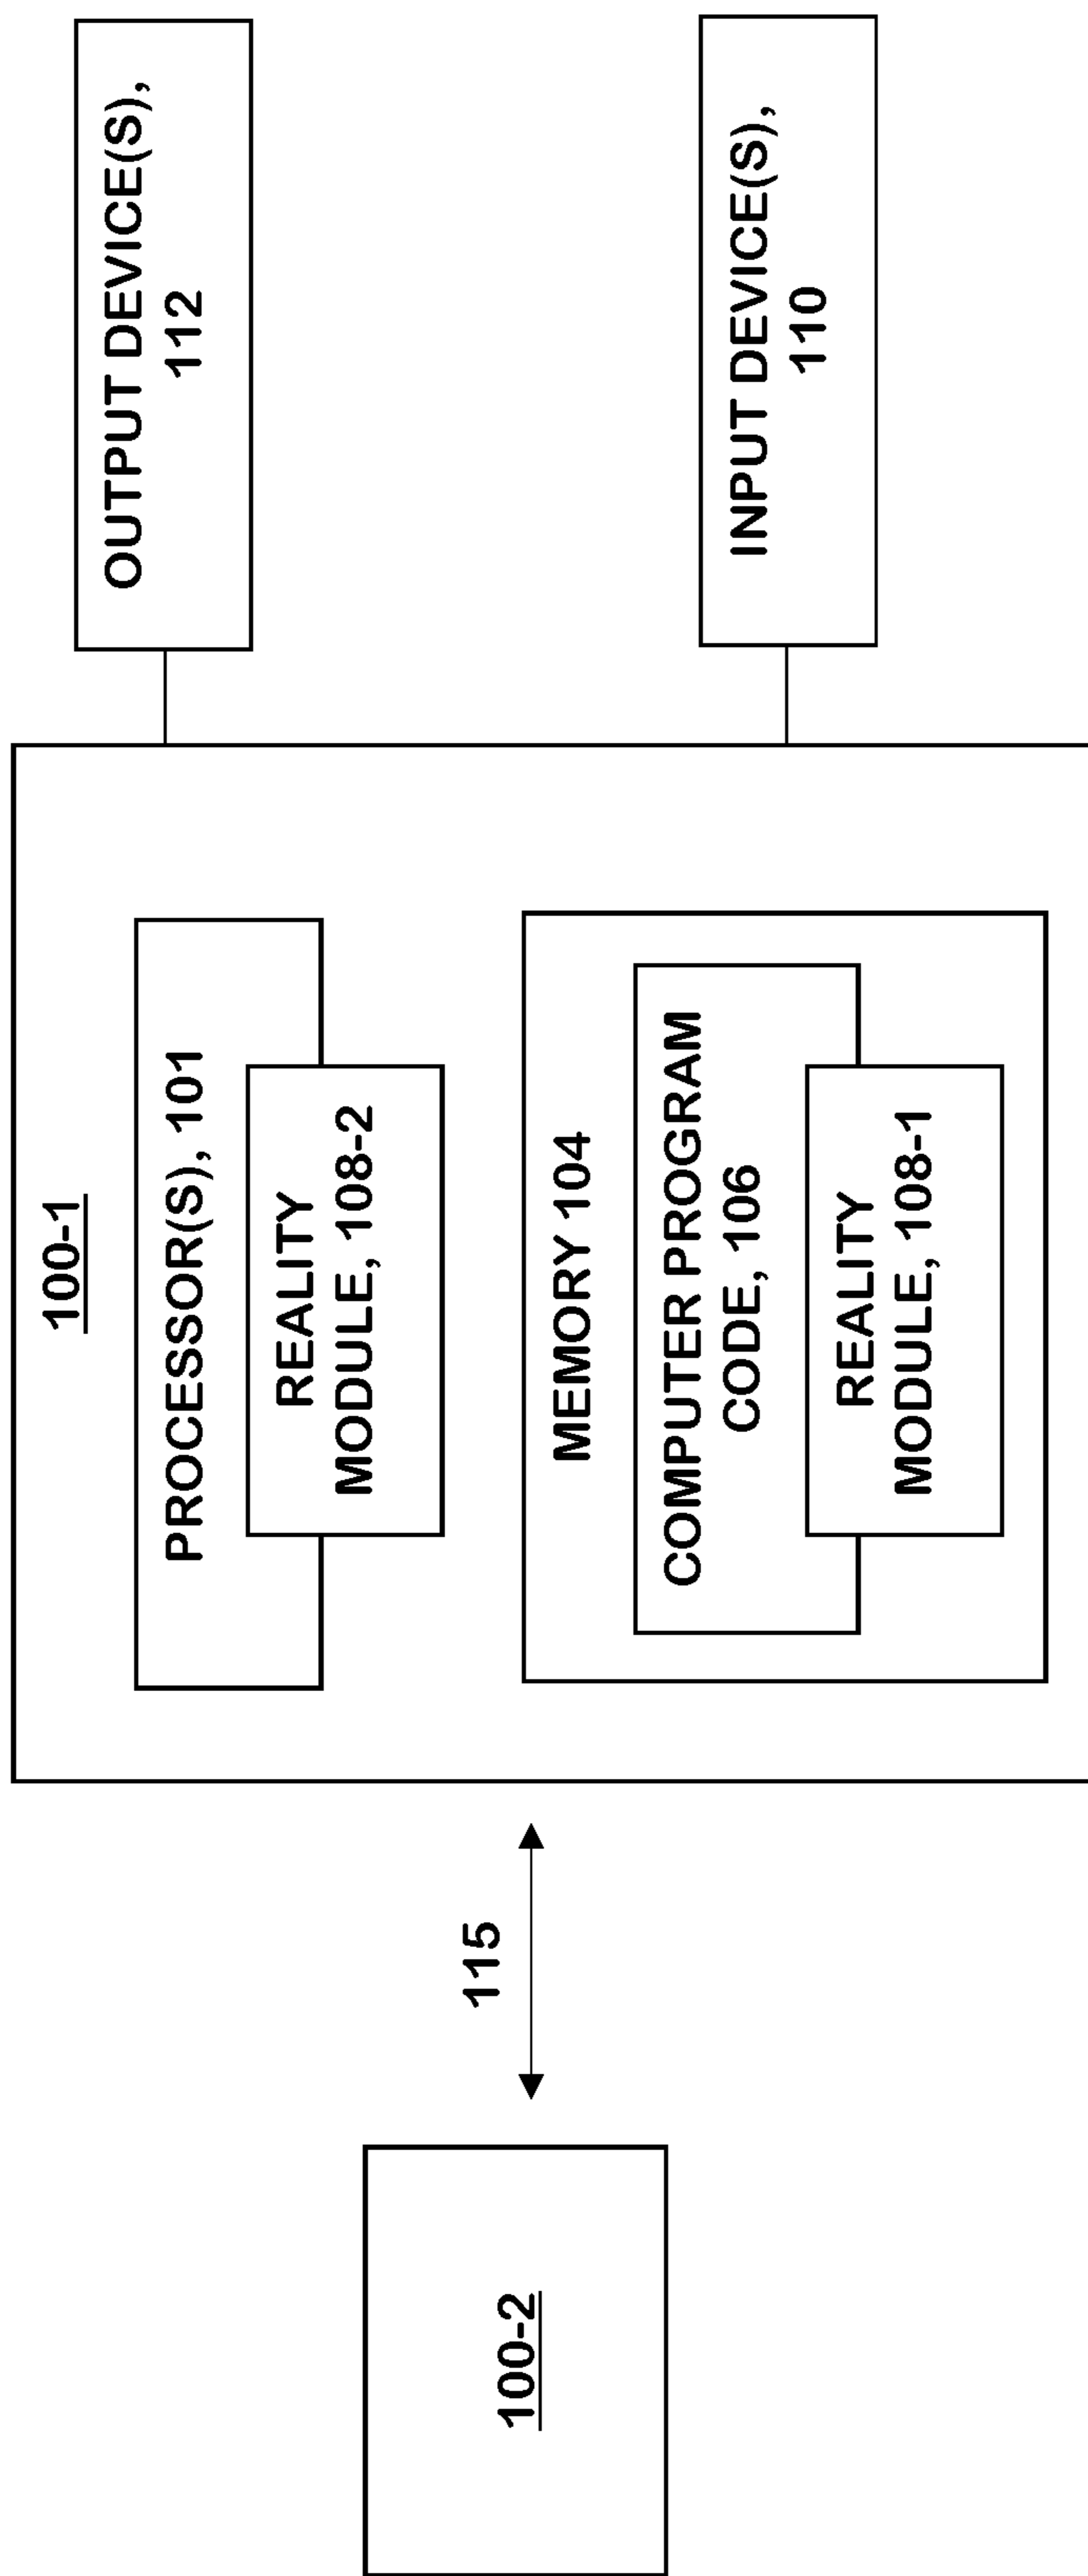 100-2
115
100-1
PROCESSOR(S), 101
REALITY
MODULE, 108-2
MEMORY 104
COMPUTER PROGRAM
CODE, 106
REALITY
MODULE, 108-1
OUTPUT DEVICE(S),
112
INPUT DEVICE(S),
110